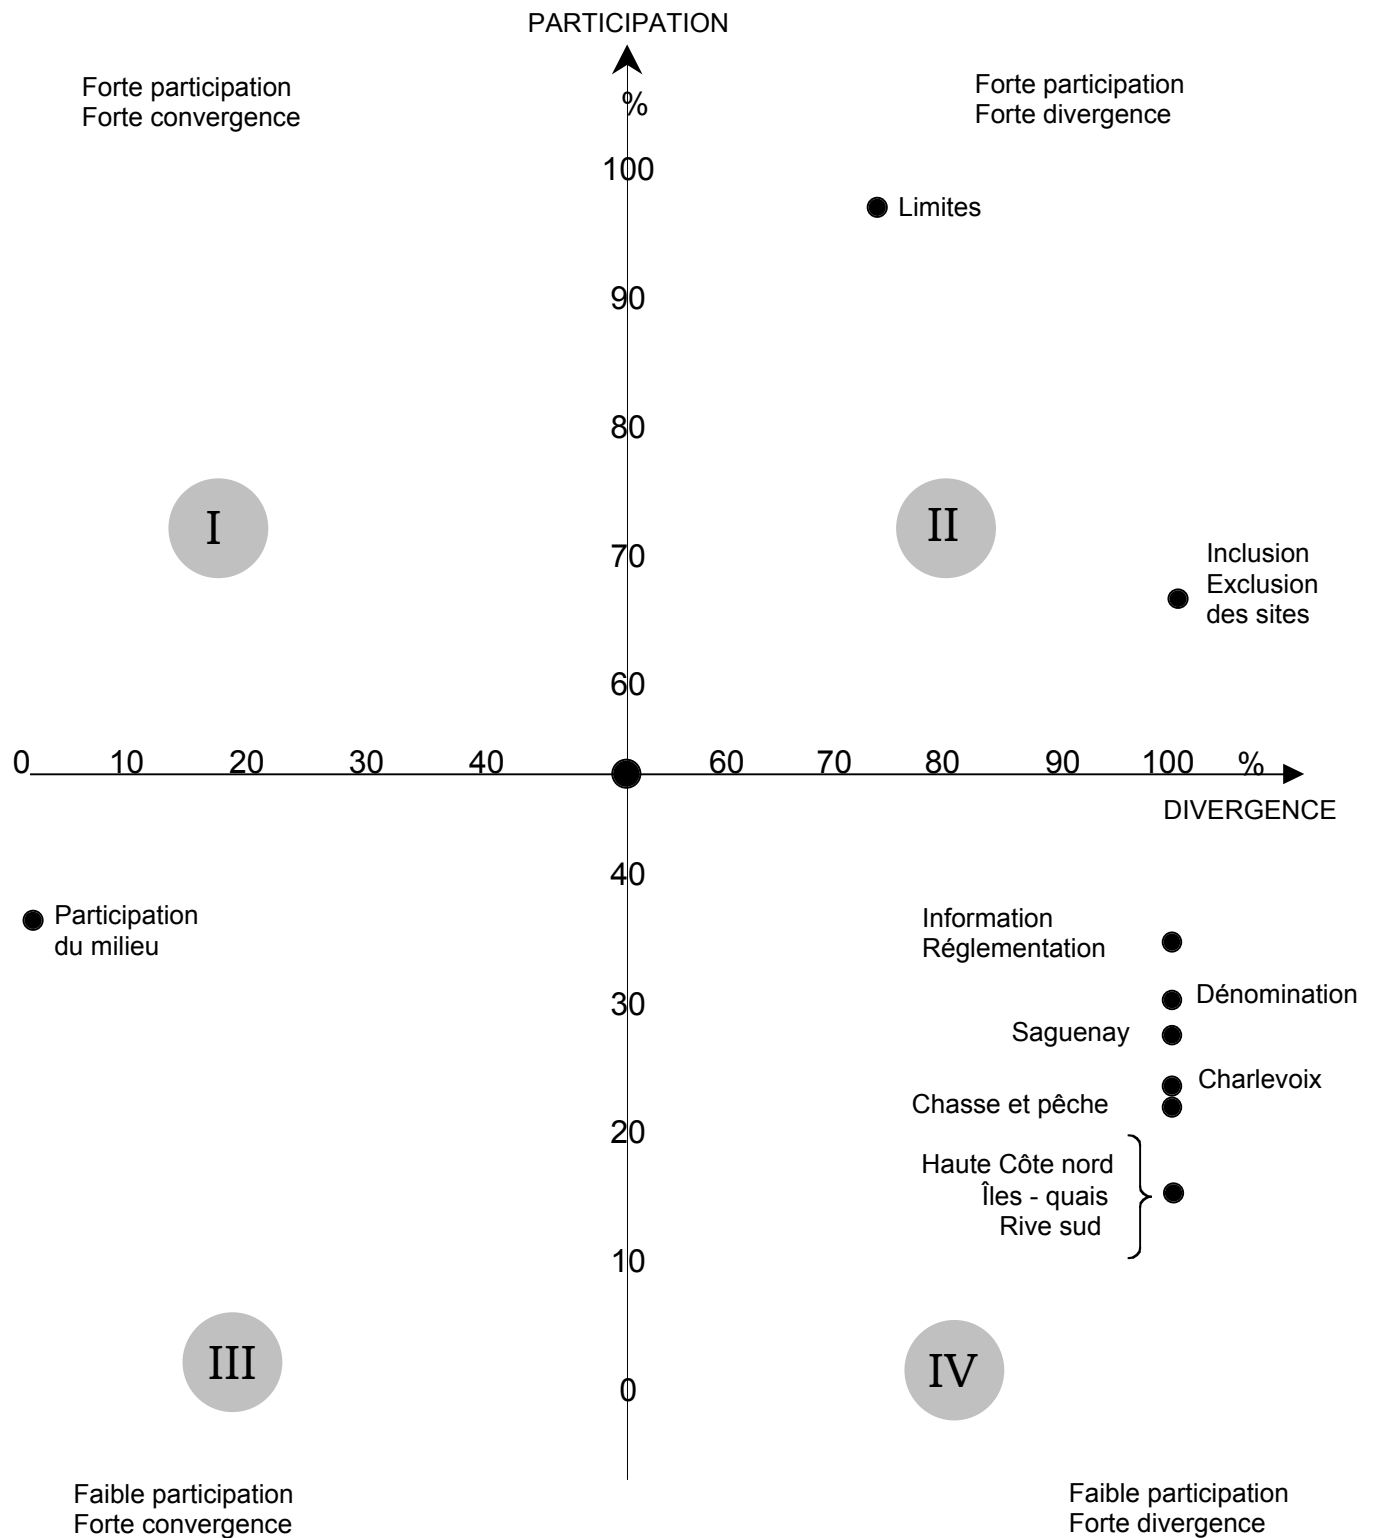 PARTICIPATION
Forte participation
Forte convergence
Forte participation
Forte divergence
%
100
Limites
90
80
I
II
70
Inclusion
Exclusion
des sites
60
0 10 20 30 40 60 70 80 90 100 %
DIVERGENCE
40
Participation
du milieu
Information
Réglementation
30
Dénomination
Saguenay
Charlevoix
Chasse et pêche
20
Haute Côte nord
Îles - quais
Rive sud
10
III
IV
0
Faible participation
Forte convergence
Faible participation
Forte divergence